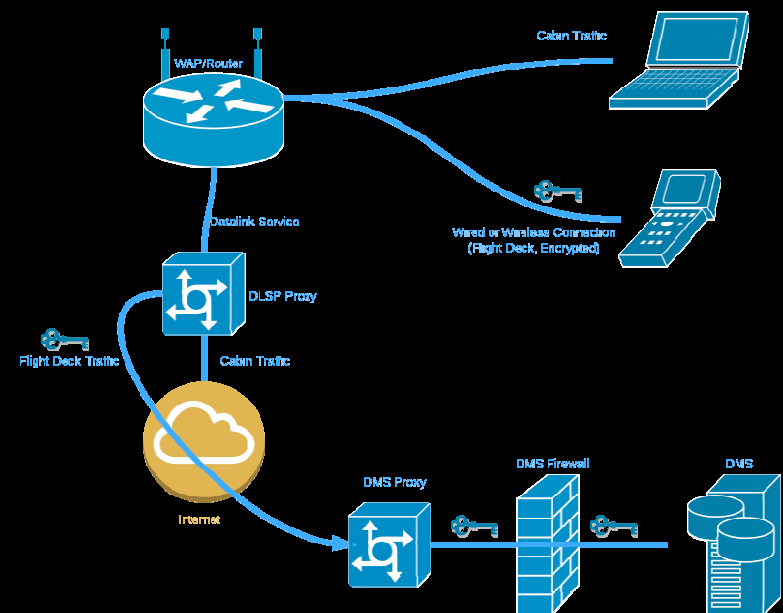 Cabin Traffic
WAP/Router
Datalink Service
Wired or Wireless Connection
(Flight Deck, Encrypted)
DLSP Proxy
Flight Deck Traffic
Cabin Traffic
DMS Proxy
DMS Firewall
DMS
Internet